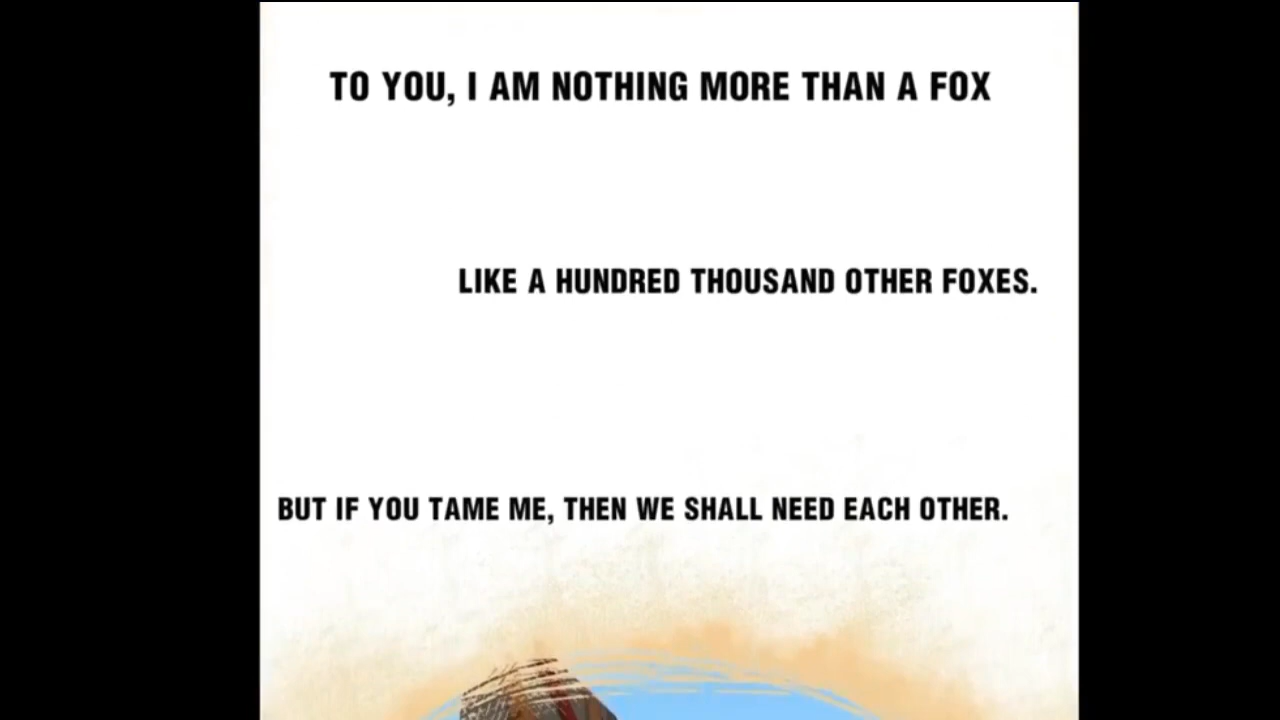 TO YOU, I AM NOTHING MORE THAN A FOX
LIKE A HUNDRED THOUSAND OTHER FOXES.
BUT IF YOU TAME ME, THEN WE SHALL NEED EACH OTHER.